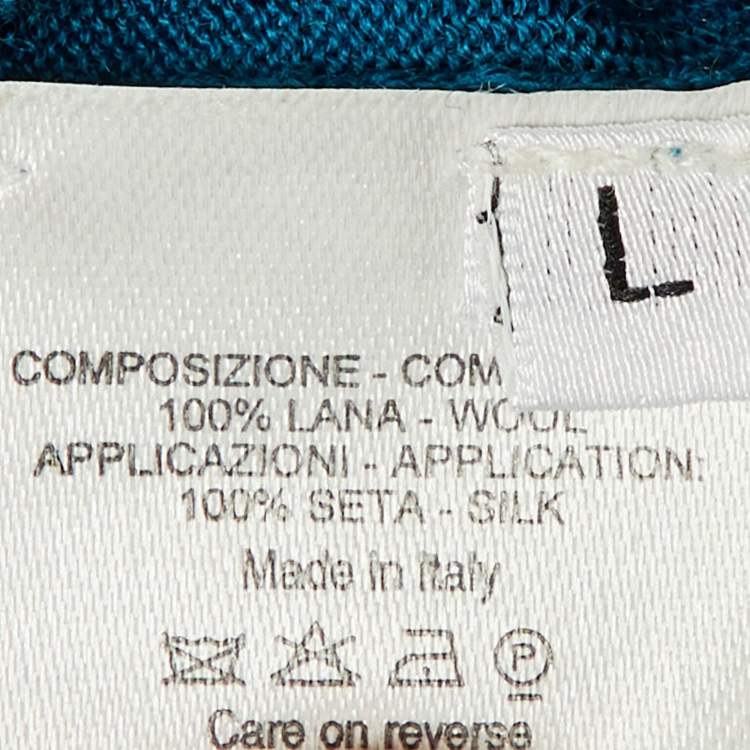 L
COMPOSIZIONE - COM
100% LANA - WOOL
APPLICAZIONI - APPLICATION:
100% SETA - SILK
Made in Italy
P
Care on reverse